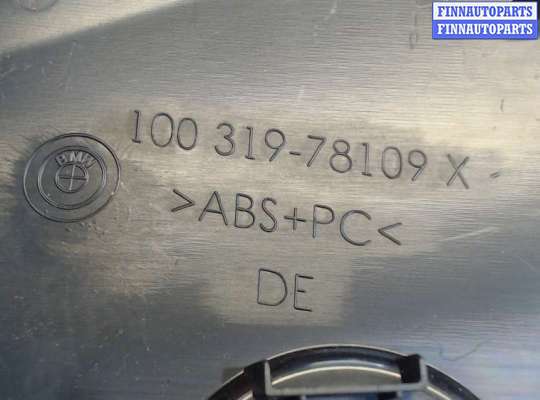 FINNAUTOPARTS
FINNAUTOPARTS
BMW
100 319-78109 X -
>ABS+PC<
DE